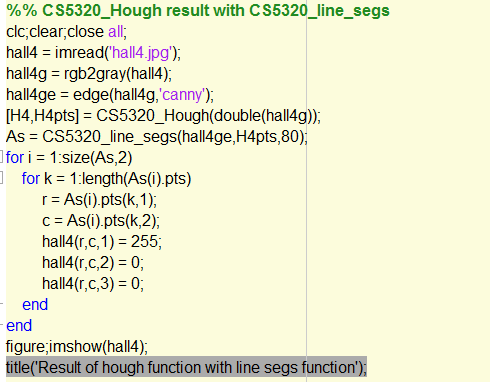 %% CS5320_Hough result with CS5320_line_segs
clc;clear;close all;
hall4 = imread('hall4.jpg');
hall4g = rgb2gray(hall4);
hall4ge = edge(hall4g,'canny');
[H4,H4pts] = CS5320_Hough(double(hall4g));
As = CS5320_line_segs(hall4ge,H4pts,80);
for i = 1:size(As,2)
for k = 1:length(As(i).pts)
r = As(i).pts(k,1);
c = As(i).pts(k,2);
hall4(r,c,1) = 255;
hall4(r,c,2) = 0;
hall4(r,c,3) = 0;
end
end
figure;imshow(hall4);
title('Result of hough function with line segs function');